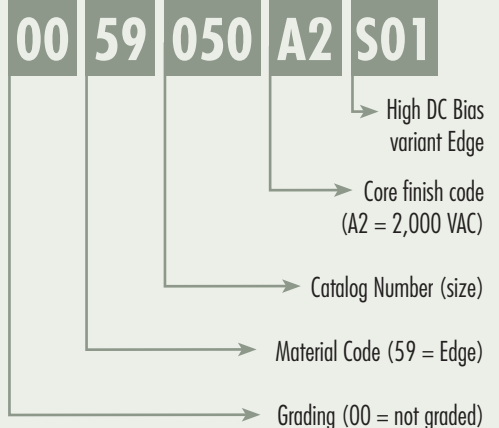 00 59 050 A2 S01
High DC Bias
variant Edge
Core finish code
(A2 = 2,000 VAC)
Catalog Number (size)
Material Code (59 = Edge)
Grading (00 = not graded)